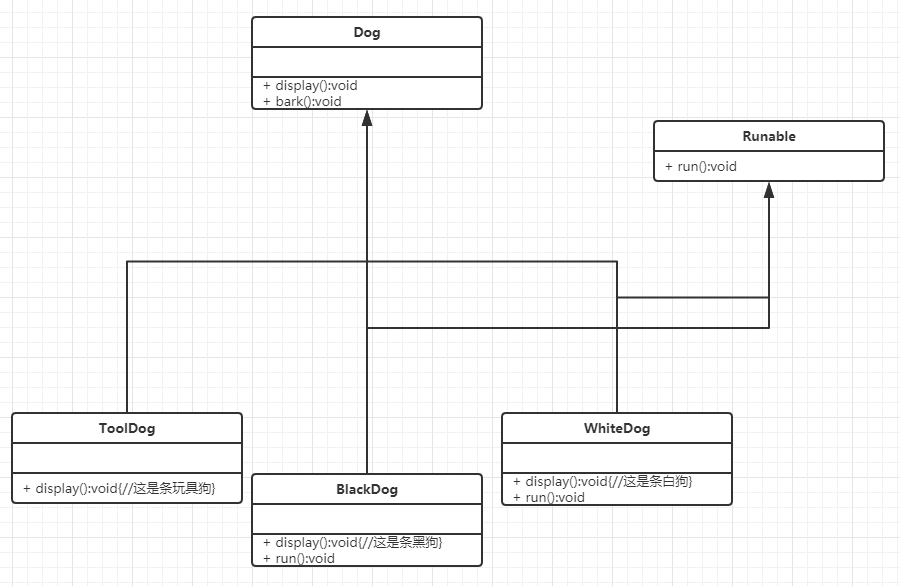 Dog
+ display():void
+ bark():void
Runable
+ run():void
ToolDog
+ display():void{//这是条玩具狗}
BlackDog
+ display():void{//这是条黑狗}
+ run():void
WhiteDog
+ display():void{//这是条白狗}
+ run():void